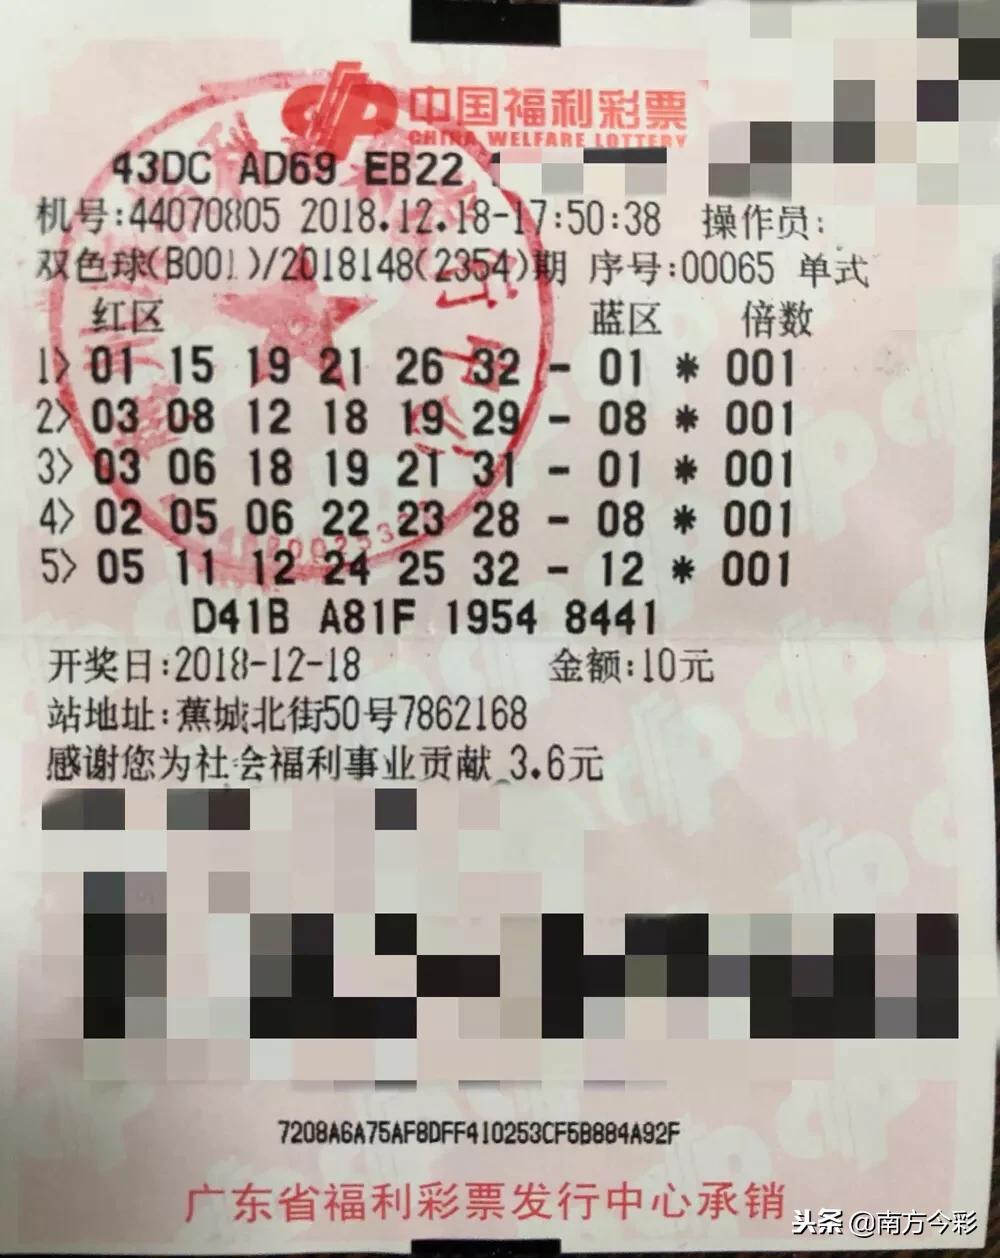 中国福利彩票
CHINA WELFARE LOTTERY
43DC AD69 EB22
机号:44070805 2018.12.18-17:50:38 操作员:
双色球(B001)/2018148(2354)期 序号:00065 单式
红区 蓝区 倍数
1> 01 15 19 21 26 32 - 01 * 001
2> 03 08 12 18 19 29 - 08 * 001
3> 03 06 18 19 21 31 - 01 * 001
4> 02 05 06 22 23 28 - 08 * 001
5> 05 11 12 24 25 32 - 12 * 001
D41B A81F 1954 8441
开奖日:2018-12-18 金额:10元
站地址:蕉城北街50号7862168
感谢您为社会福利事业贡献 3.6元
7208A6A75AF8DFF410253CF5B884A92F
广东省福利彩票发行中心承销
头条 @南方今彩